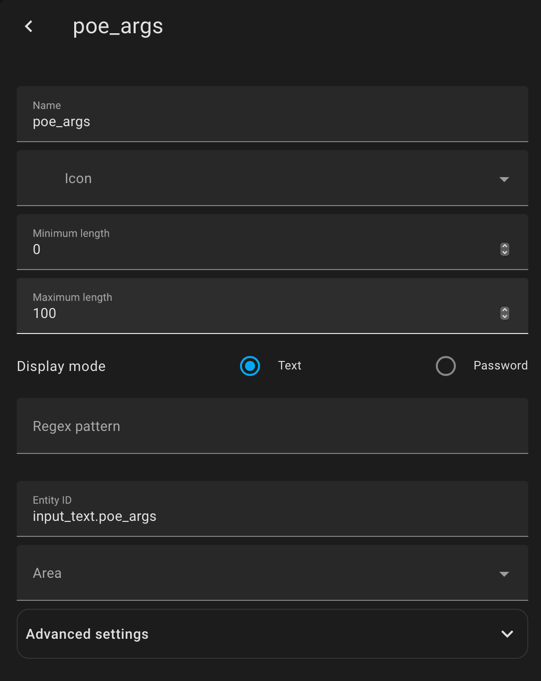 poe_args
Name
poe_args
Icon
Minimum length
0
Maximum length
100
Display mode
Text
Password
Regex pattern
Entity ID
input_text.poe_args
Area
Advanced settings